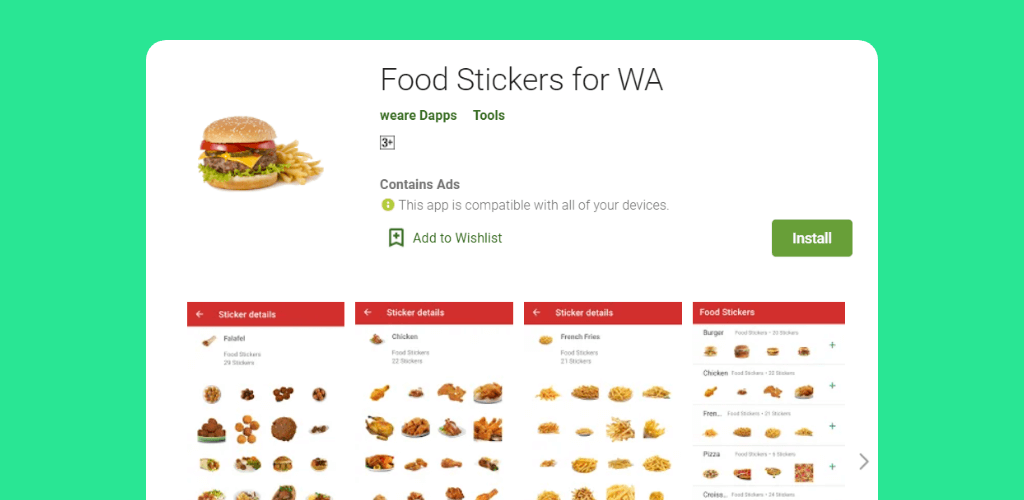 Food Stickers for WA
weare Dapps Tools
3+
Contains Ads
This app is compatible with all of your devices.
Add to Wishlist
Install
Sticker details
Falafel
Food Stickers
29 Stickers
Sticker details
Chicken
Food Stickers
22 Stickers
Sticker details
French Fries
Food Stickers
21 Stickers
Food Stickers
Burger Food Stickers • 20 Stickers
Chicken Food Stickers • 22 Stickers
Fren... Food Stickers • 21 Stickers
Pizza Food Stickers • 6 Stickers
Croiss... Food Stickers • 24 Stickers